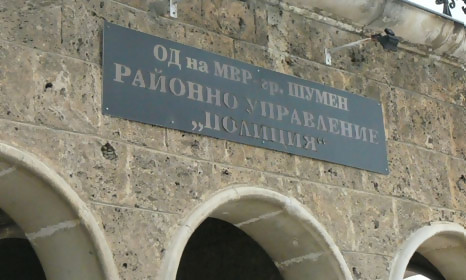 ОД на МВР-гр. ШУМЕН
РАЙОННО УПРАВЛЕНИЕ
„ПОЛИЦИЯ“